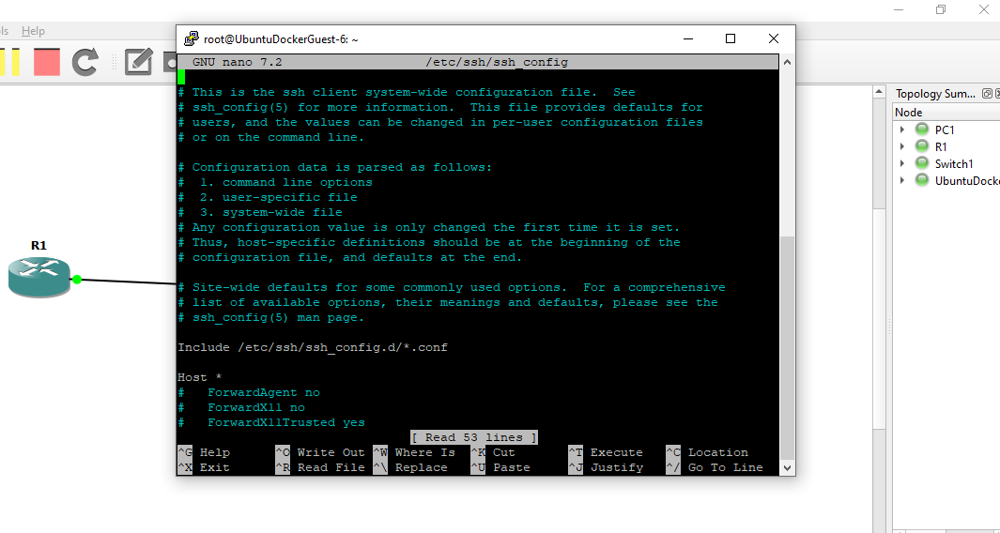 ls Help
root@UbuntuDockerGuest-6: ~
GNU nano 7.2 /etc/ssh/ssh_config
# This is the ssh client system-wide configuration file.  See
# ssh_config(5) for more information.  This file provides defaults for
# users, and the values can be changed in per-user configuration files
# or on the command line.
# Configuration data is parsed as follows:
#  1. command line options
#  2. user-specific file
#  3. system-wide file
# Any configuration value is only changed the first time it is set.
# Thus, host-specific definitions should be at the beginning of the
# configuration file, and defaults at the end.
# Site-wide defaults for some commonly used options.  For a comprehensive
# list of available options, their meanings and defaults, please see the
# ssh_config(5) man page.
Include /etc/ssh/ssh_config.d/*.conf
Host *
#   ForwardAgent no
#   ForwardX11 no
#   ForwardX11Trusted yes
[ Read 53 lines ]
^G Help ^O Write Out ^W Where Is ^K Cut ^T Execute ^C Location
^X Exit ^R Read File ^\ Replace ^U Paste ^J Justify ^/ Go To Line
R1
Topology Sum...
Node
PC1
R1
Switch1
UbuntuDocke